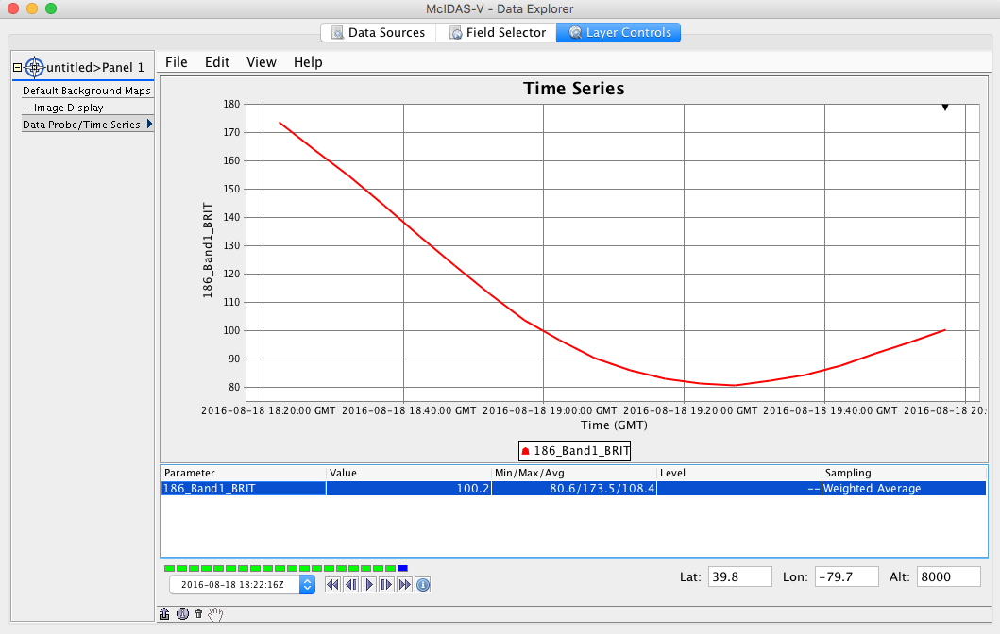 McIDAS-V - Data Explorer
Data Sources Field Selector Layer Controls
untitled>Panel 1
Default Background Maps
- Image Display
Data Probe/Time Series
File Edit View Help
Time Series
180
170
160
150
140
130
120
110
100
90
80
186_Band1_BRIT
2016-08-18 18:20:00 GMT 2016-08-18 18:40:00 GMT 2016-08-18 19:00:00 GMT 2016-08-18 19:20:00 GMT 2016-08-18 19:40:00 GMT 2016-08-18 20:
Time (GMT)
186_Band1_BRIT
Parameter Value Min/Max/Avg Level Sampling
186_Band1_BRIT 100.2 80.6/173.5/108.4 -- Weighted Average
2016-08-18 18:22:16Z
Lat: 39.8 Lon: -79.7 Alt: 8000